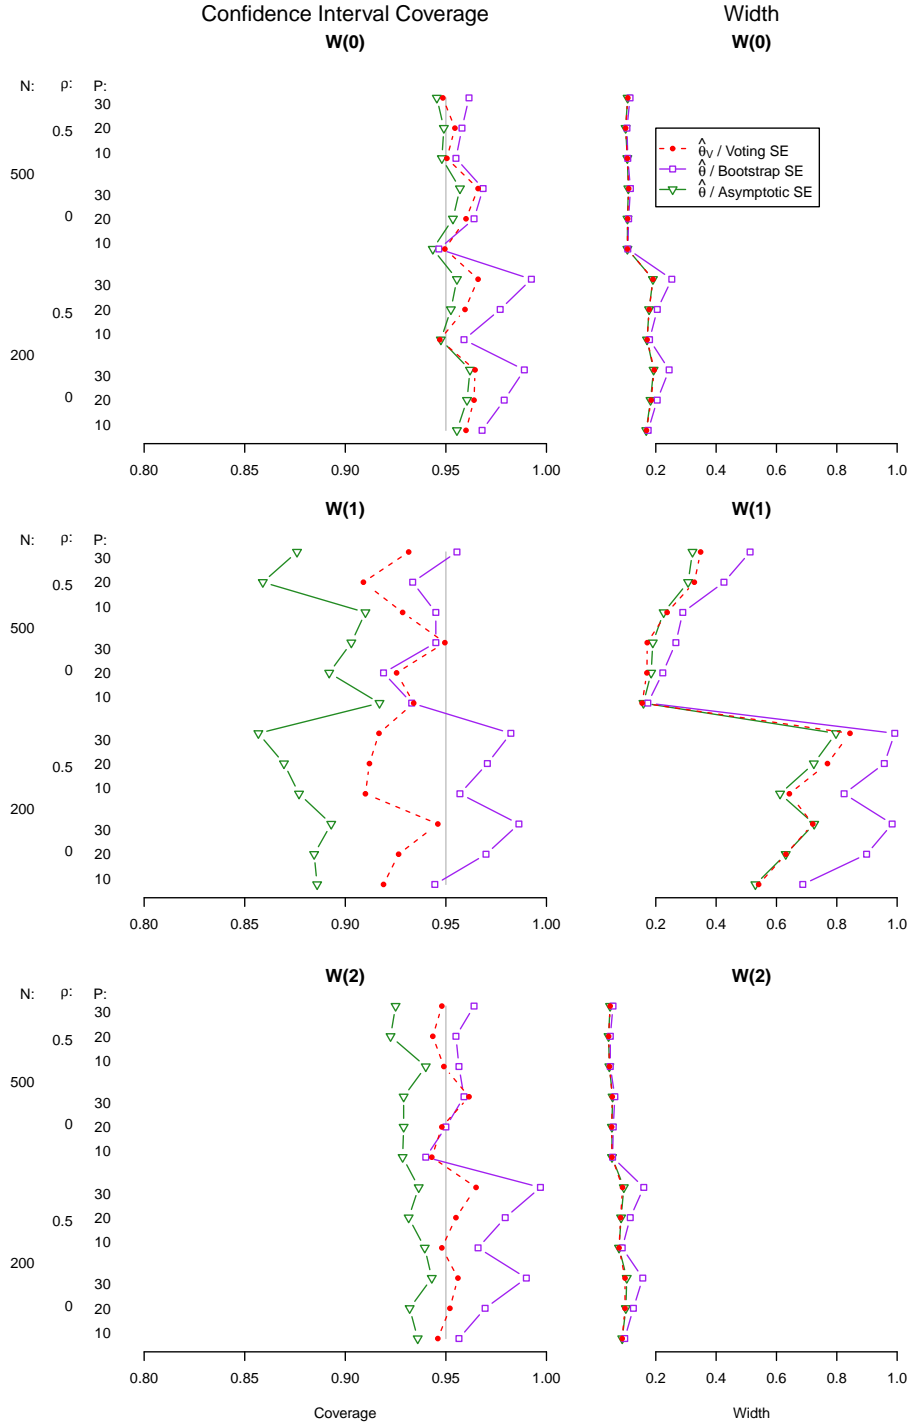 Confidence Interval Coverage
Width
W(0)
W(0)
N:
ρ:
P:
30
0.5
20
10
500
30
0
20
10
30
0.5
20
10
200
30
0
20
10
θ̂V / Voting SE
θ̂ / Bootstrap SE
θ̂ / Asymptotic SE
0.80 0.85 0.90 0.95 1.00
0.2 0.4 0.6 0.8 1.0
W(1)
W(1)
N:
ρ:
P:
30
0.5
20
10
500
30
0
20
10
30
0.5
20
10
200
30
0
20
10
0.80 0.85 0.90 0.95 1.00
0.2 0.4 0.6 0.8 1.0
W(2)
W(2)
N:
ρ:
P:
30
0.5
20
10
500
30
0
20
10
30
0.5
20
10
200
30
0
20
10
0.80 0.85 0.90 0.95 1.00
0.2 0.4 0.6 0.8 1.0
Coverage
Width